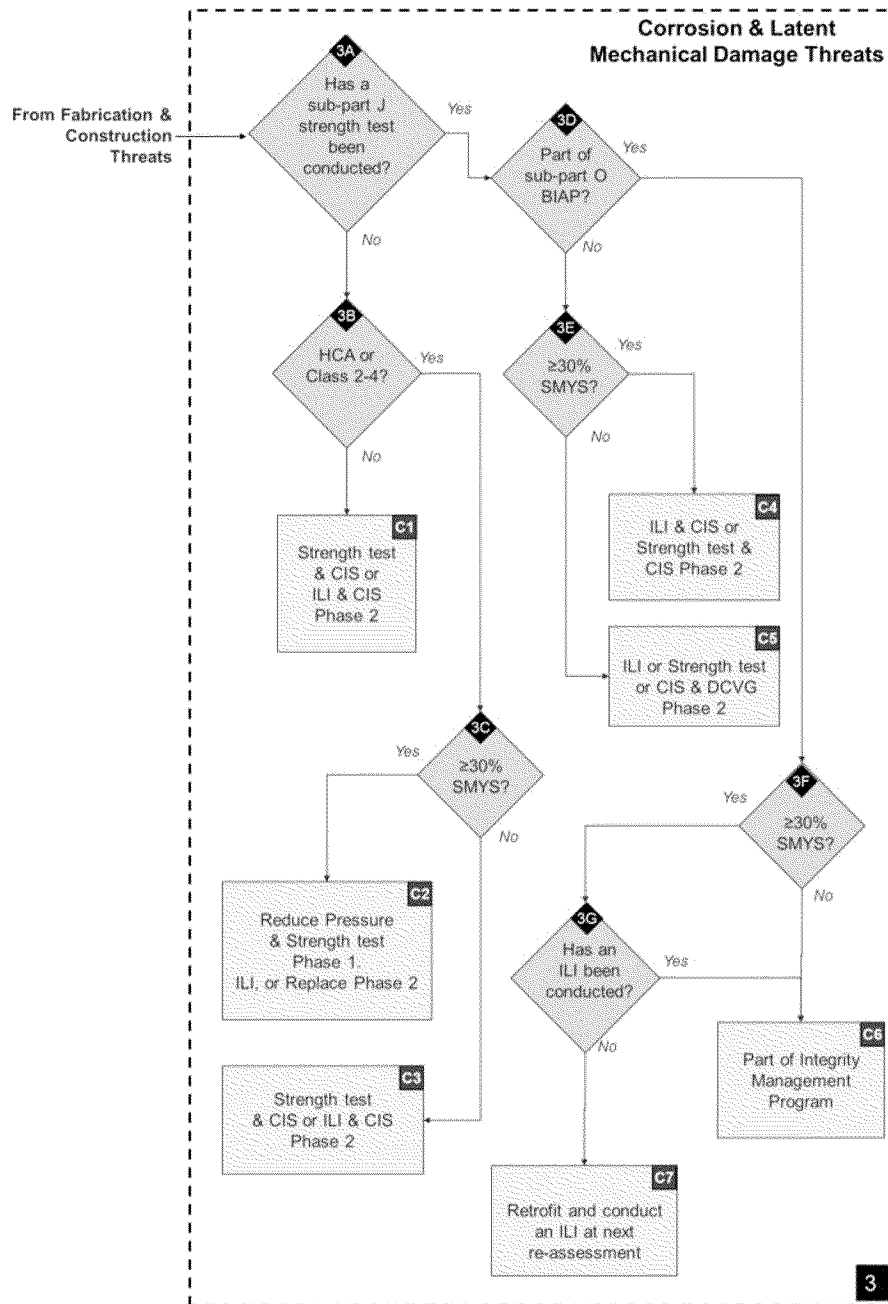 Corrosion & Latent
Mechanical Damage Threats
From Fabrication &
Construction
Threats
3A
Has a
sub-part J
strength test
been
conducted?
Yes
No
3D
Part of
sub-part O
BIAP?
Yes
No
3B
HCA or
Class 2-4?
Yes
No
3E
≥30%
SMYS?
Yes
No
C1
Strength test
& CIS or
ILI & CIS
Phase 2
C4
ILI & CIS or
Strength test &
CIS Phase 2
C5
ILI or Strength test
or CIS & DCVG
Phase 2
3C
≥30%
SMYS?
Yes
No
3F
≥30%
SMYS?
Yes
No
C2
Reduce Pressure
& Strength test
Phase 1.
ILI, or Replace Phase 2
3G
Has an
ILI been
conducted?
Yes
No
C6
Part of Integrity
Management
Program
C3
Strength test
& CIS or ILI & CIS
Phase 2
C7
Retrofit and conduct
an ILI at next
re-assessment
3